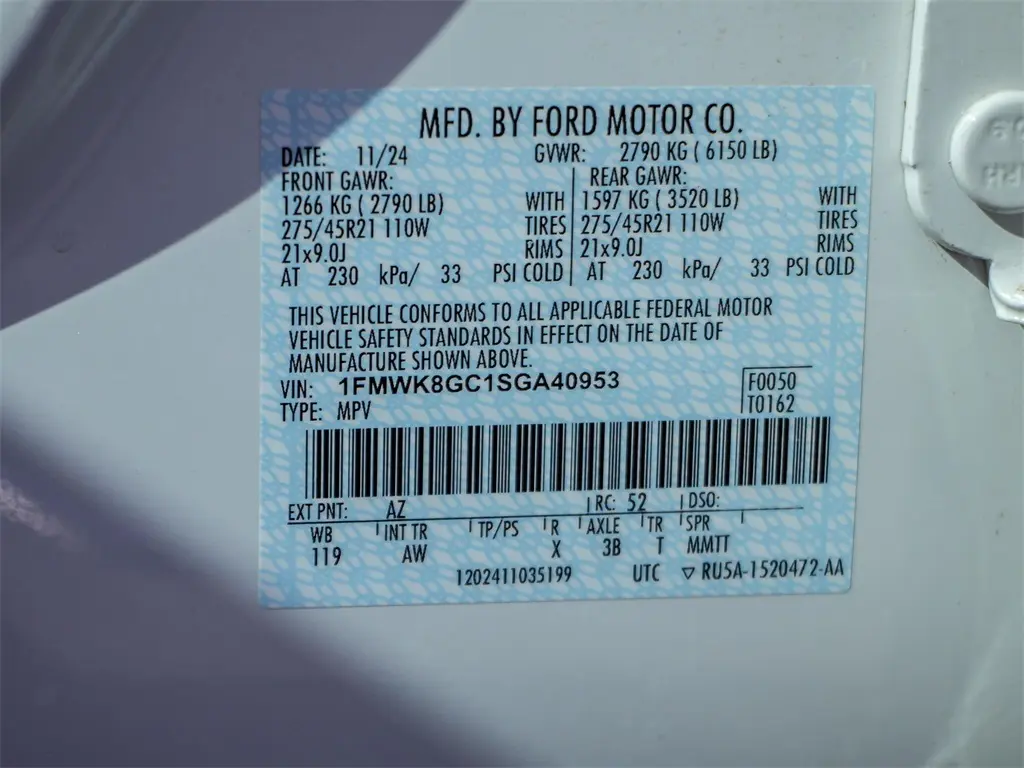 MFD. BY FORD MOTOR CO.
DATE: 11/24 GVWR: 2790 KG ( 6150 LB)
FRONT GAWR: REAR GAWR:
1266 KG ( 2790 LB) WITH 1597 KG ( 3520 LB) WITH
275/45R21 110W TIRES 275/45R21 110W TIRES
21x9.0J RIMS 21x9.0J RIMS
AT 230 kPa/ 33 PSI COLD AT 230 kPa/ 33 PSI COLD
THIS VEHICLE CONFORMS TO ALL APPLICABLE FEDERAL MOTOR
VEHICLE SAFETY STANDARDS IN EFFECT ON THE DATE OF
MANUFACTURE SHOWN ABOVE.
VIN: 1FMWK8GC1SGA40953 F0050
TYPE: MPV T0162
EXT PNT: AZ RC: 52 DSO:
WB INT TR TP/PS R AXLE TR SPR
119 AW X 3B T MMTT
1202411035199 UTC ▽ RU5A-1520472-AA